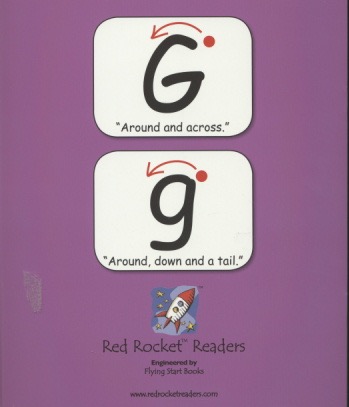 G
“Around and across.”
g
“Around, down and a tail.”
Red Rocket™ Readers
Engineered by
Flying Start Books
www.redrocketreaders.com